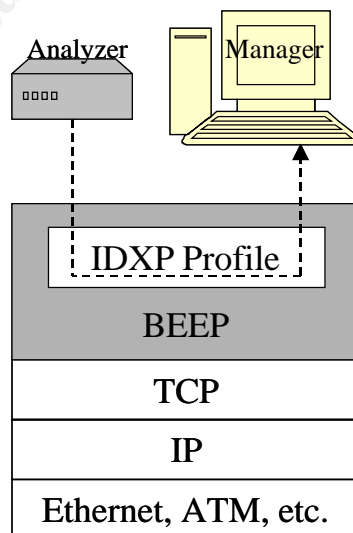 Analyzer
Manager
IDXP Profile
BEEP
TCP
IP
Ethernet, ATM, etc.